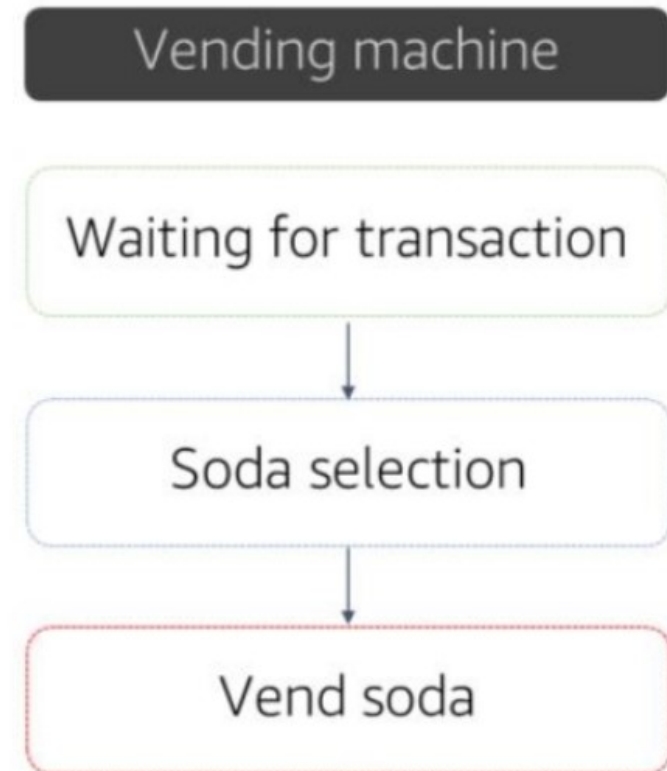 Vending machine
Waiting for transaction
Soda selection
Vend soda